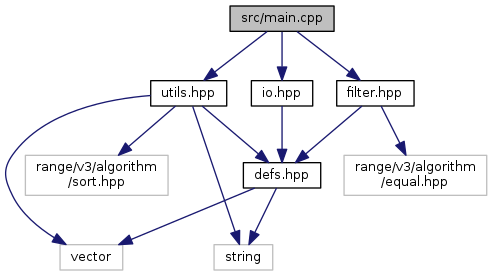 src/main.cpp
utils.hpp
io.hpp
filter.hpp
range/v3/algorithm
/sort.hpp
defs.hpp
range/v3/algorithm
/equal.hpp
vector
string